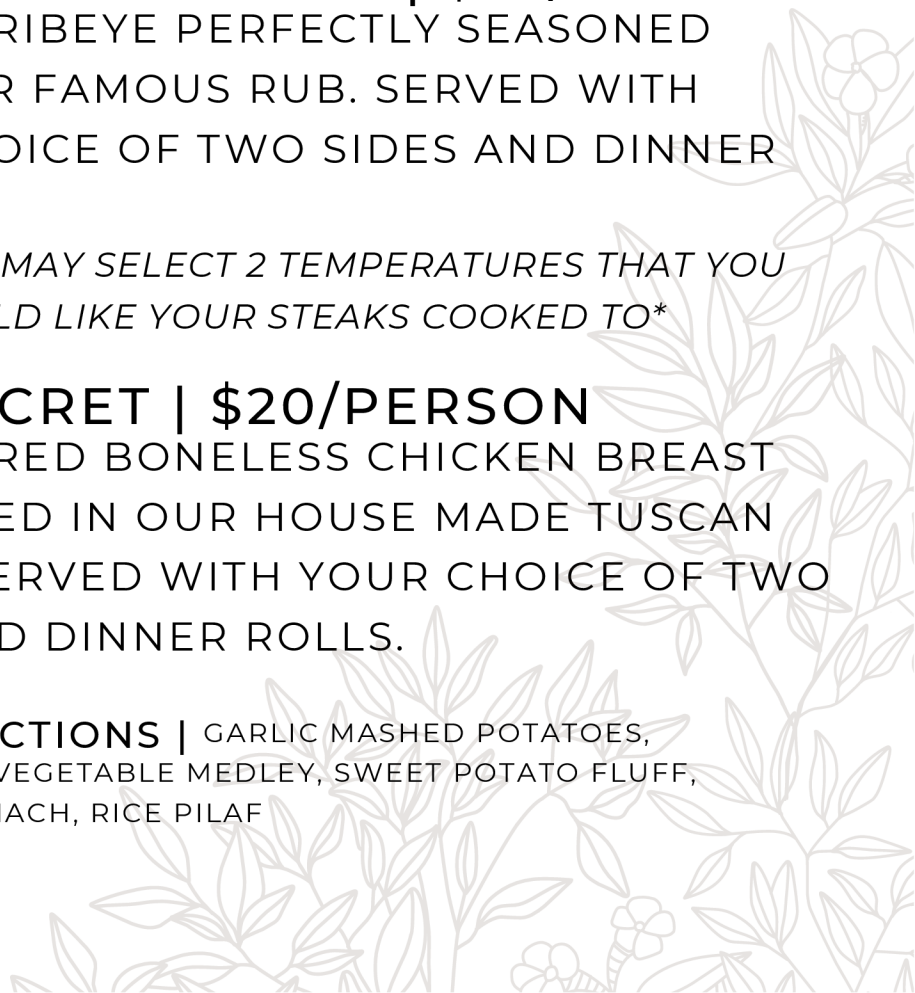 RIBEYE PERFECTLY SEASONED
R FAMOUS RUB. SERVED WITH
OICE OF TWO SIDES AND DINNER
MAY SELECT 2 TEMPERATURES THAT YOU
LD LIKE YOUR STEAKS COOKED TO*
CRET | $20/PERSON
RED BONELESS CHICKEN BREAST
ED IN OUR HOUSE MADE TUSCAN
ERVED WITH YOUR CHOICE OF TWO
D DINNER ROLLS.
CTIONS | GARLIC MASHED POTATOES,
VEGETABLE MEDLEY, SWEET POTATO FLUFF,
ACH, RICE PILAF